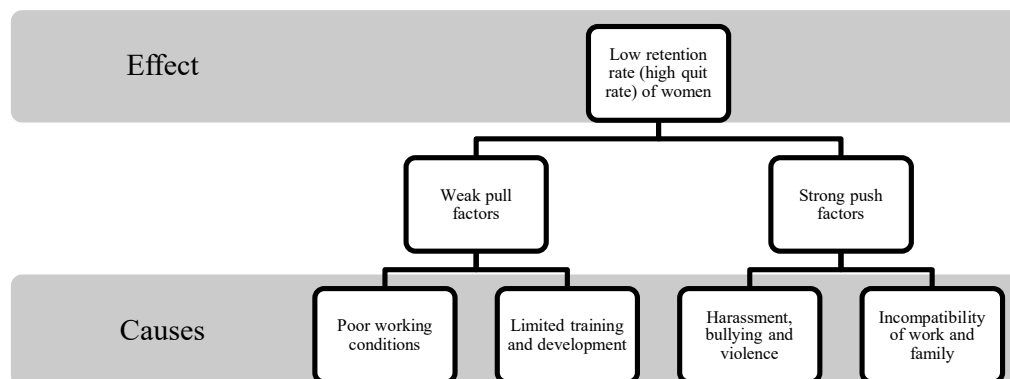 Effect
Low retention
rate (high quit
rate) of women
Weak pull
factors
Strong push
factors
Causes
Poor working
conditions
Limited training
and development
Harassment,
bullying and
violence
Incompatibility
of work and
family